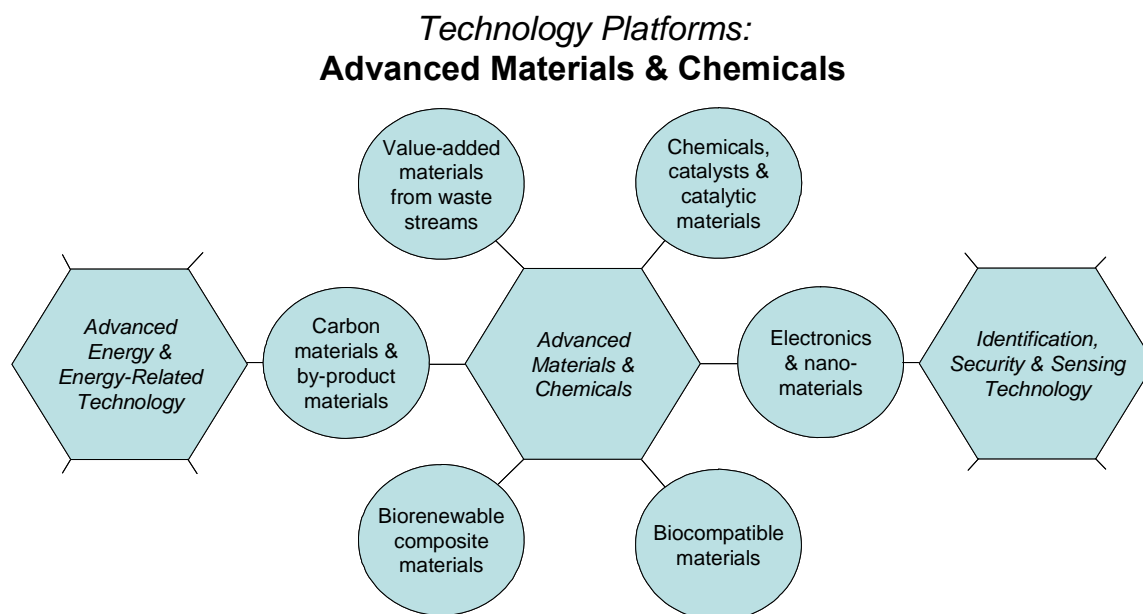 Technology Platforms:
Advanced Materials & Chemicals
Value-added
materials
from waste
streams
Chemicals,
catalysts &
catalytic
materials
Advanced
Energy &
Energy-Related
Technology
Carbon
materials &
by-product
materials
Advanced
Materials &
Chemicals
Electronics
& nano-
materials
Identification,
Security & Sensing
Technology
Biorenewable
composite
materials
Biocompatible
materials